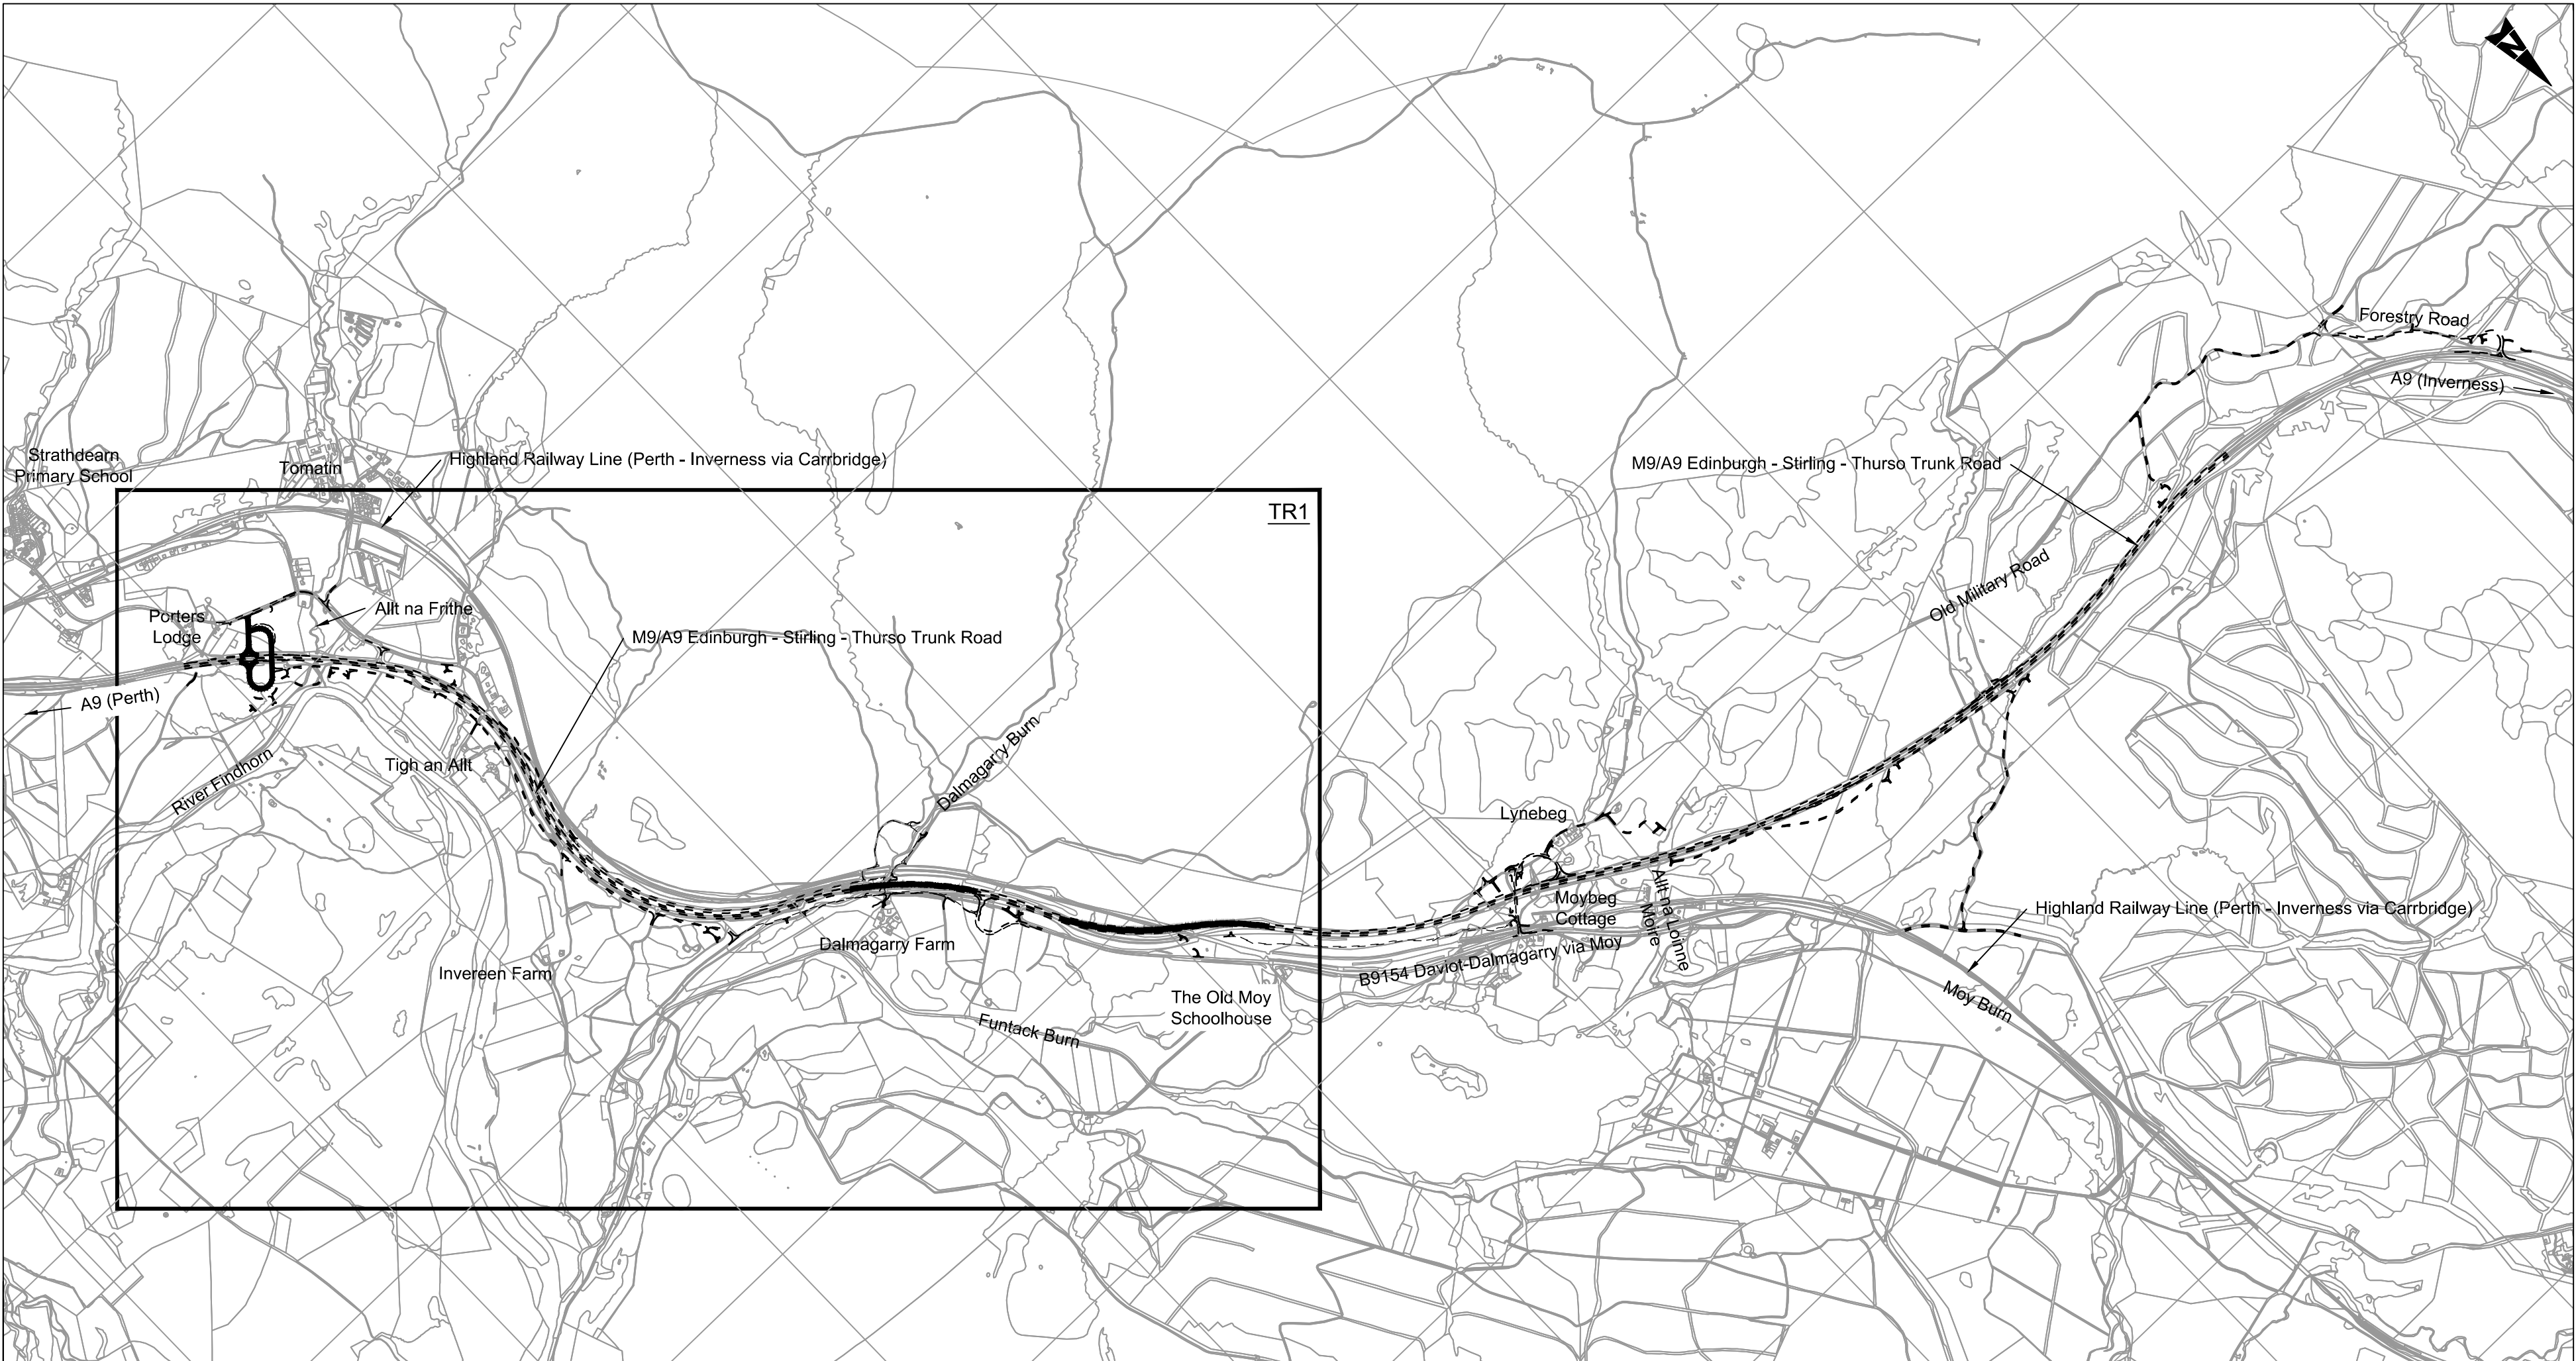 N
Forestry Road
A9 (Inverness)
Strathdearn
Primary School
Tomatin
Highland Railway Line (Perth - Inverness via Carrbridge)
M9/A9 Edinburgh - Stirling - Thurso Trunk Road
TR1
Old Military Road
Porters
Lodge
Allt na Frithe
M9/A9 Edinburgh - Stirling - Thurso Trunk Road
A9 (Perth)
River Findhorn
Tigh an Allt
Dalmagarry Burn
Lynebeg
Moybeg
Cottage
Allt na Loinne
Moire
Highland Railway Line (Perth - Inverness via Carrbridge)
Dalmagarry Farm
B9154 Daviot-Dalmagarry via Moy
Invereen Farm
The Old Moy
Schoolhouse
Moy Burn
Funtack Burn